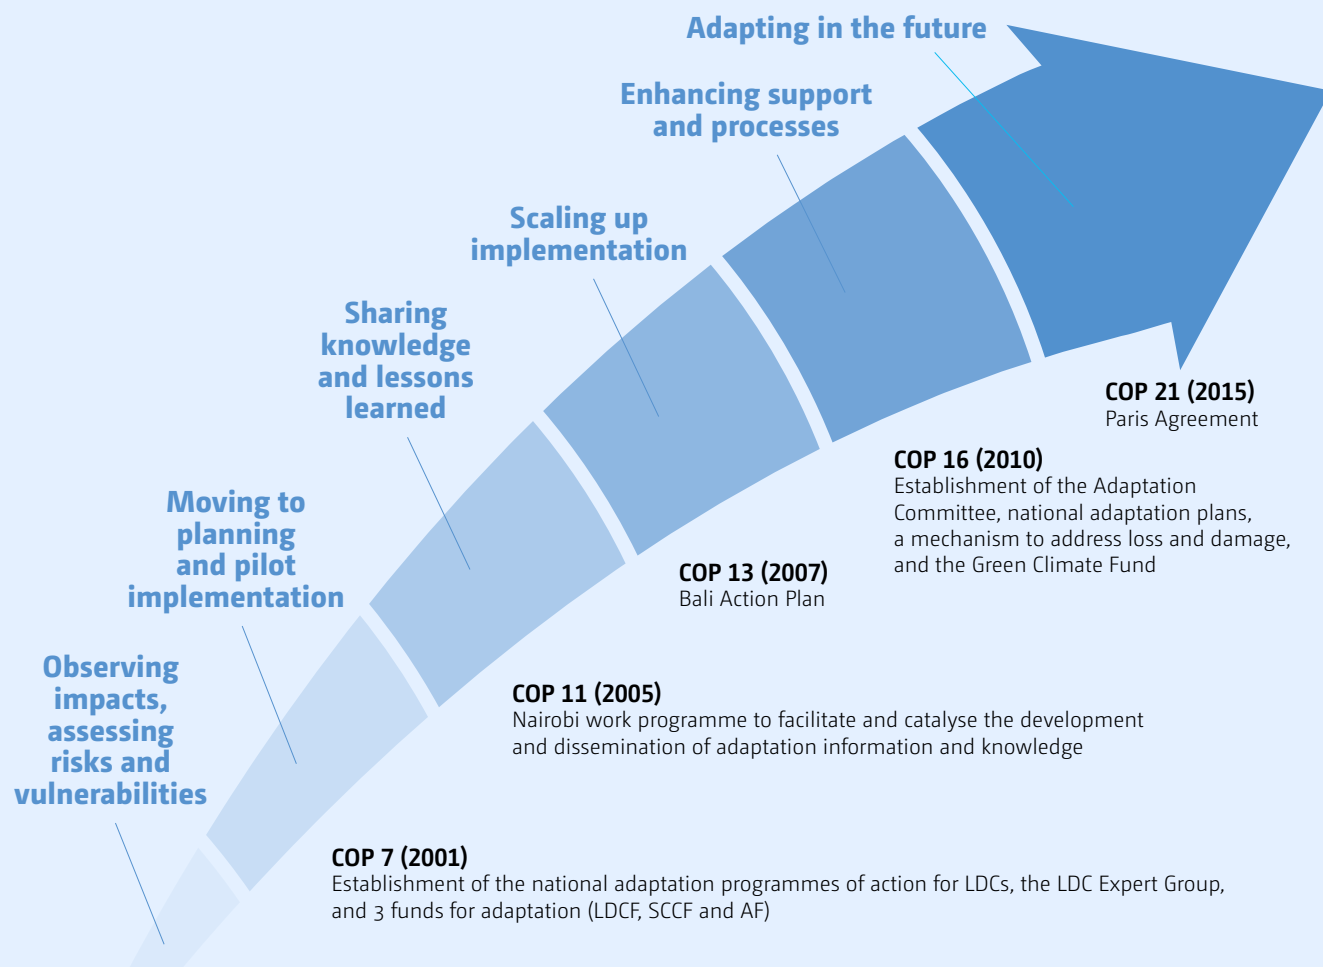 Adapting in the future
Enhancing support
and processes
Scaling up
implementation
Sharing
knowledge
and lessons
learned
Moving to
planning
and pilot
implementation
Observing
impacts,
assessing
risks and
vulnerabilities
COP 21 (2015)
Paris Agreement
COP 16 (2010)
Establishment of the Adaptation
Committee, national adaptation plans,
a mechanism to address loss and damage,
and the Green Climate Fund
COP 13 (2007)
Bali Action Plan
COP 11 (2005)
Nairobi work programme to facilitate and catalyse the development
and dissemination of adaptation information and knowledge
COP 7 (2001)
Establishment of the national adaptation programmes of action for LDCs, the LDC Expert Group,
and 3 funds for adaptation (LDCF, SCCF and AF)